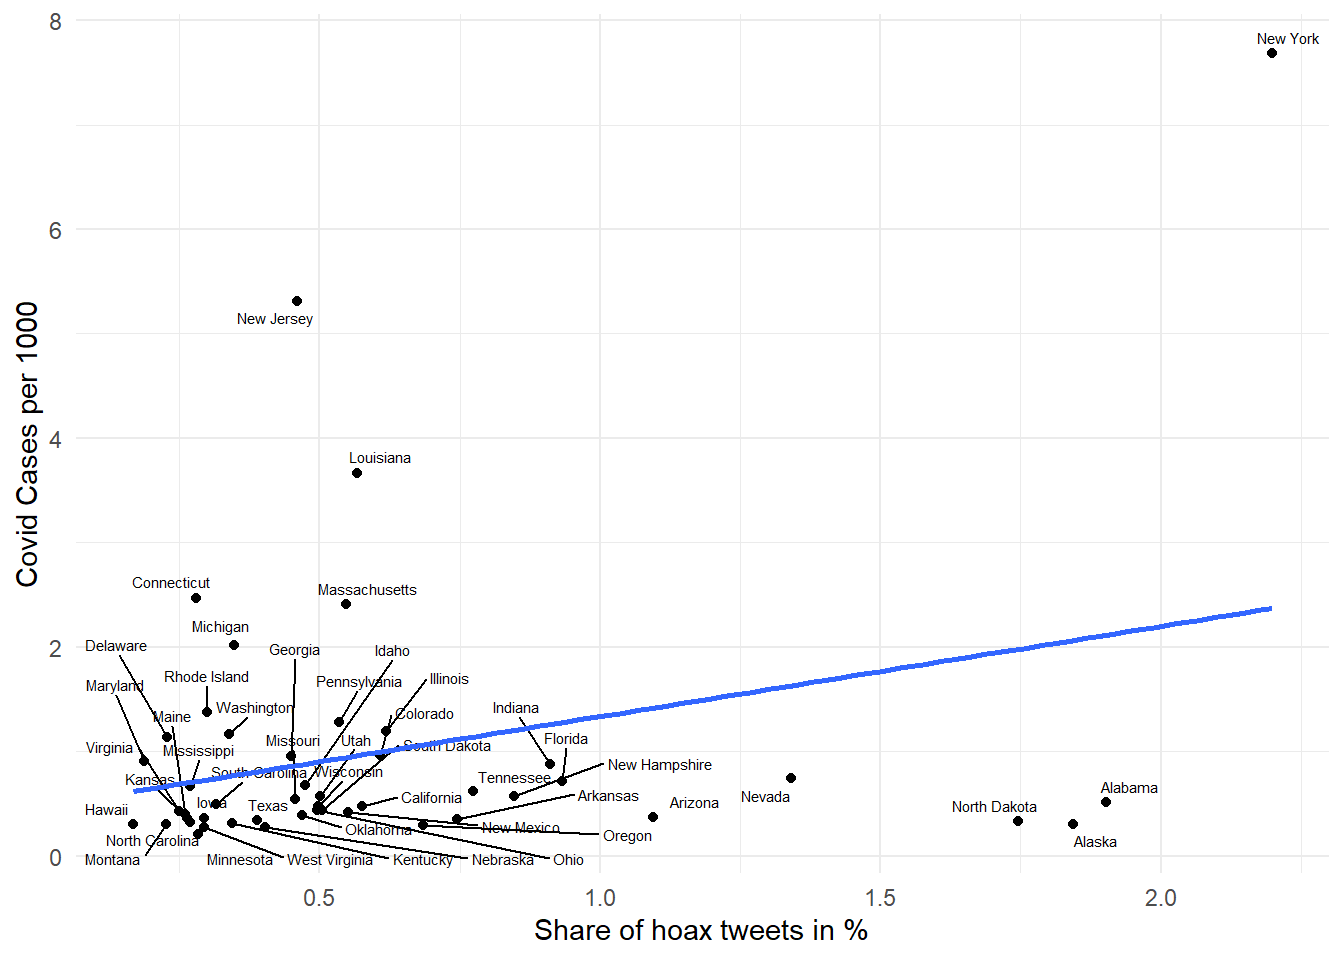 8
New York
6
New Jersey
Covid Cases per 1000
4
Louisiana
Connecticut
Massachusetts
Michigan
2
Delaware
Georgia
Idaho
Rhode Island
Pennsylvania
Illinois
Maryland
Washington
Maine
Colorado
Indiana
Virginia
Mississippi
Missouri
Utah
South Dakota
Florida
Kansas
South Carolina
Wisconsin
Tennessee
New Hampshire
Hawaii
Iowa
Texas
California
Arkansas
Arizona
Nevada
North Dakota
Alabama
North Carolina
Oklahoma
New Mexico
Oregon
Alaska
0
Montana
Minnesota
West Virginia
Kentucky
Nebraska
Ohio
0.5
1.0
1.5
2.0
Share of hoax tweets in %